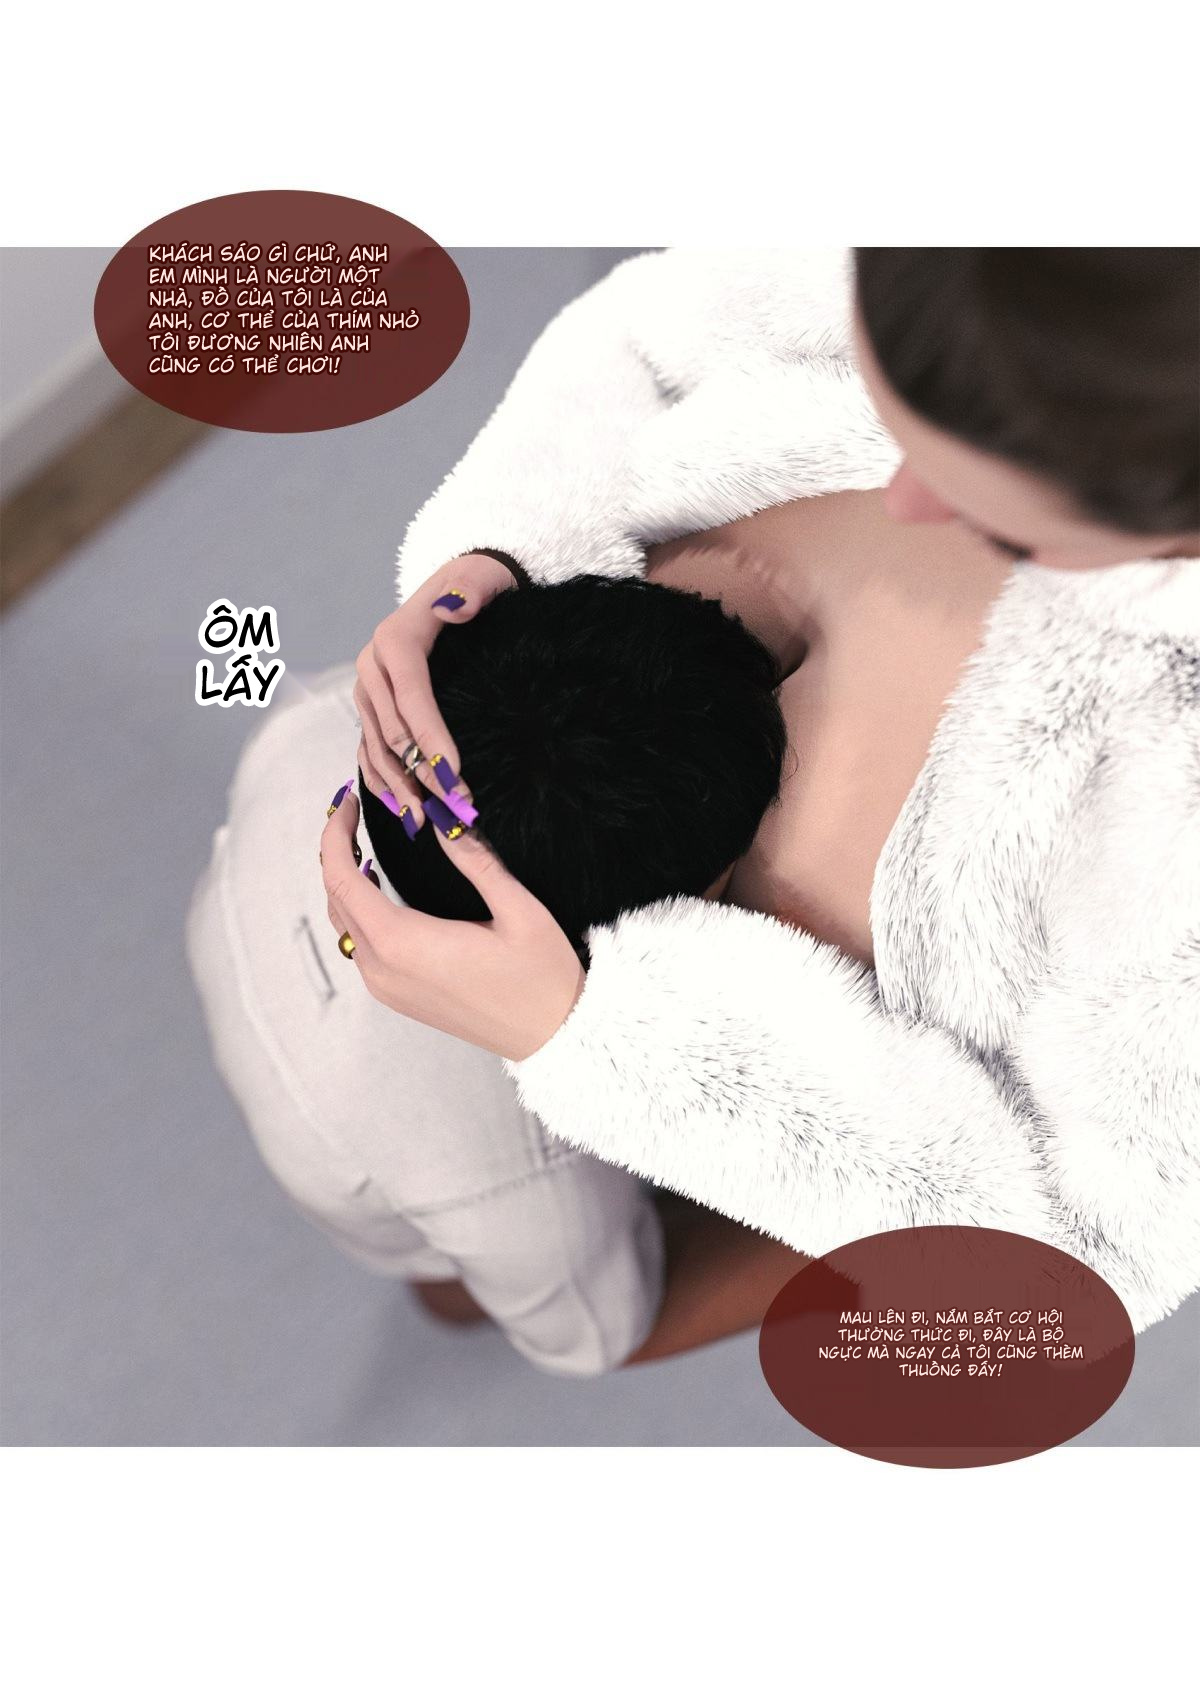 KHÁCH SÁO GÌ CHỨ, ANH
EM MÌNH LÀ NGƯỜI MỘT
NHÀ, ĐỒ CỦA TÔI LÀ CỦA
ANH, CƠ THỂ CỦA THÍM NHỎ
TÔI ĐƯƠNG NHIÊN ANH
CŨNG CÓ THỂ CHƠI!
ÔM
LẤY
MAU LÊN ĐI, NẮM BẮT CƠ HỘI
THƯỞNG THỨC ĐI, ĐÂY LÀ BỘ
NGỰC MÀ NGAY CẢ TÔI CŨNG THÈM
THUỒNG ĐẤY!